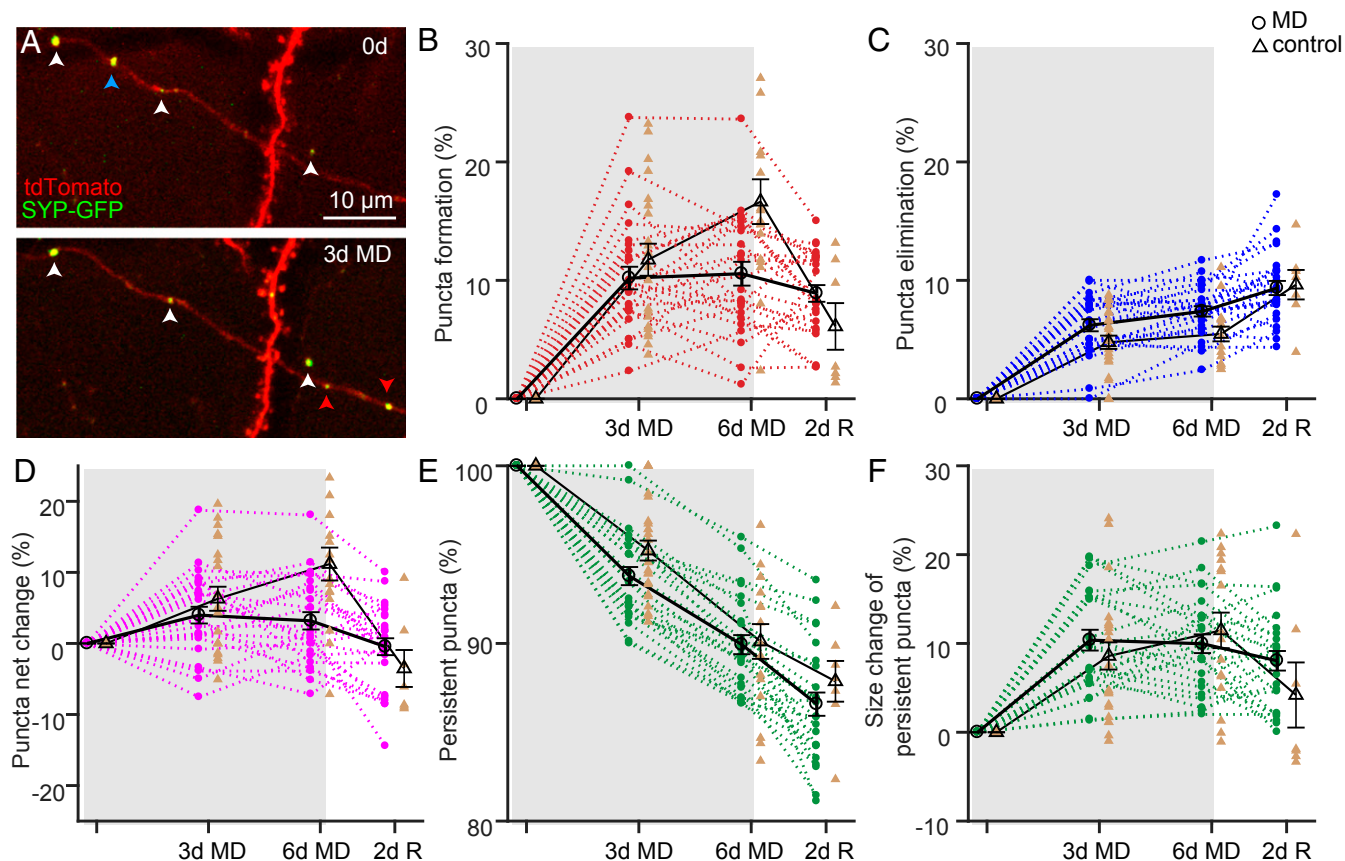 A
0d
tdTomato
SYP-GFP
10 µm
3d MD
B
Puncta formation (%)
30
20
10
0
3d MD
6d MD
2d R
C
MD
control
Puncta elimination (%)
30
20
10
0
3d MD
6d MD
2d R
D
Puncta net change (%)
20
10
0
-10
-20
3d MD
6d MD
2d R
E
Persistent puncta (%)
100
90
80
3d MD
6d MD
2d R
F
Size change of
persistent puncta (%)
30
20
10
0
-10
3d MD
6d MD
2d R